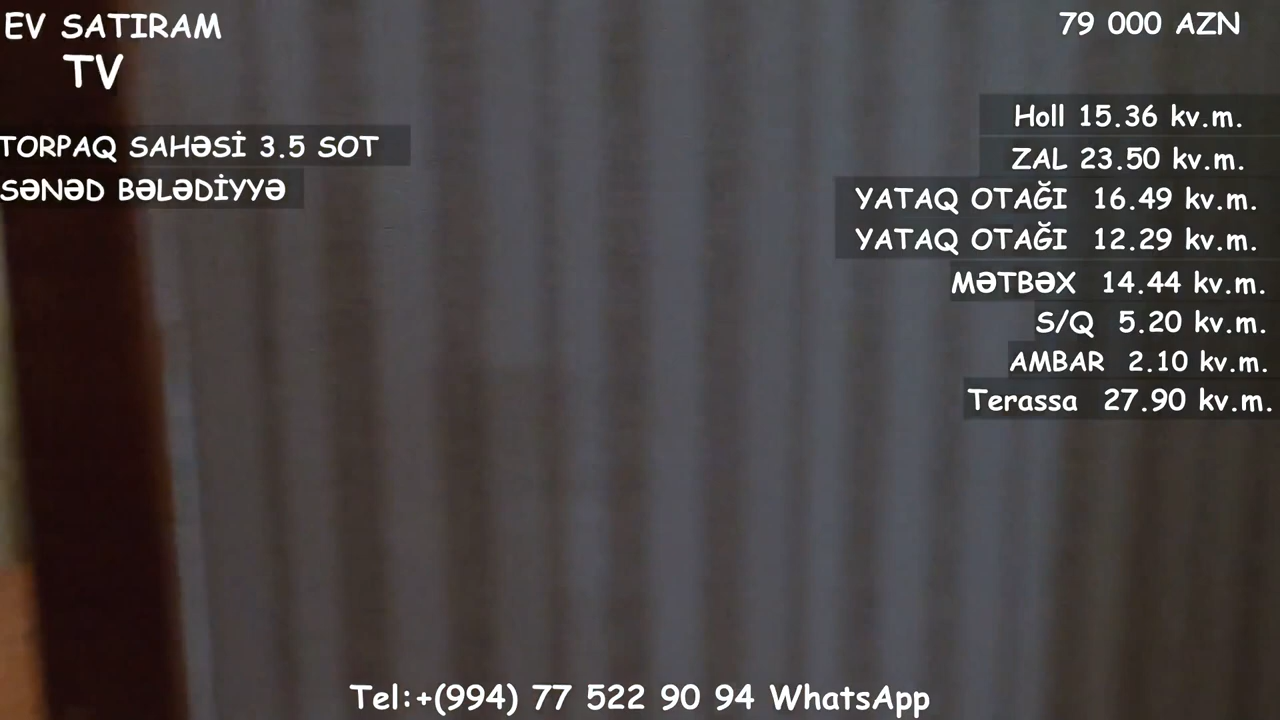 EV SATIRAM
TV
79 000 AZN
TORPAQ SAHƏSİ 3.5 SOT
SƏNƏD BƏLƏDİYYƏ
Holl 15.36 kv.m.
ZAL 23.50 kv.m.
YATAQ OTAĞI 16.49 kv.m.
YATAQ OTAĞI 12.29 kv.m.
MƏTBƏX 14.44 kv.m.
S/Q 5.20 kv.m.
AMBAR 2.10 kv.m.
Terassa 27.90 kv.m.
Tel:+(994) 77 522 90 94 WhatsApp